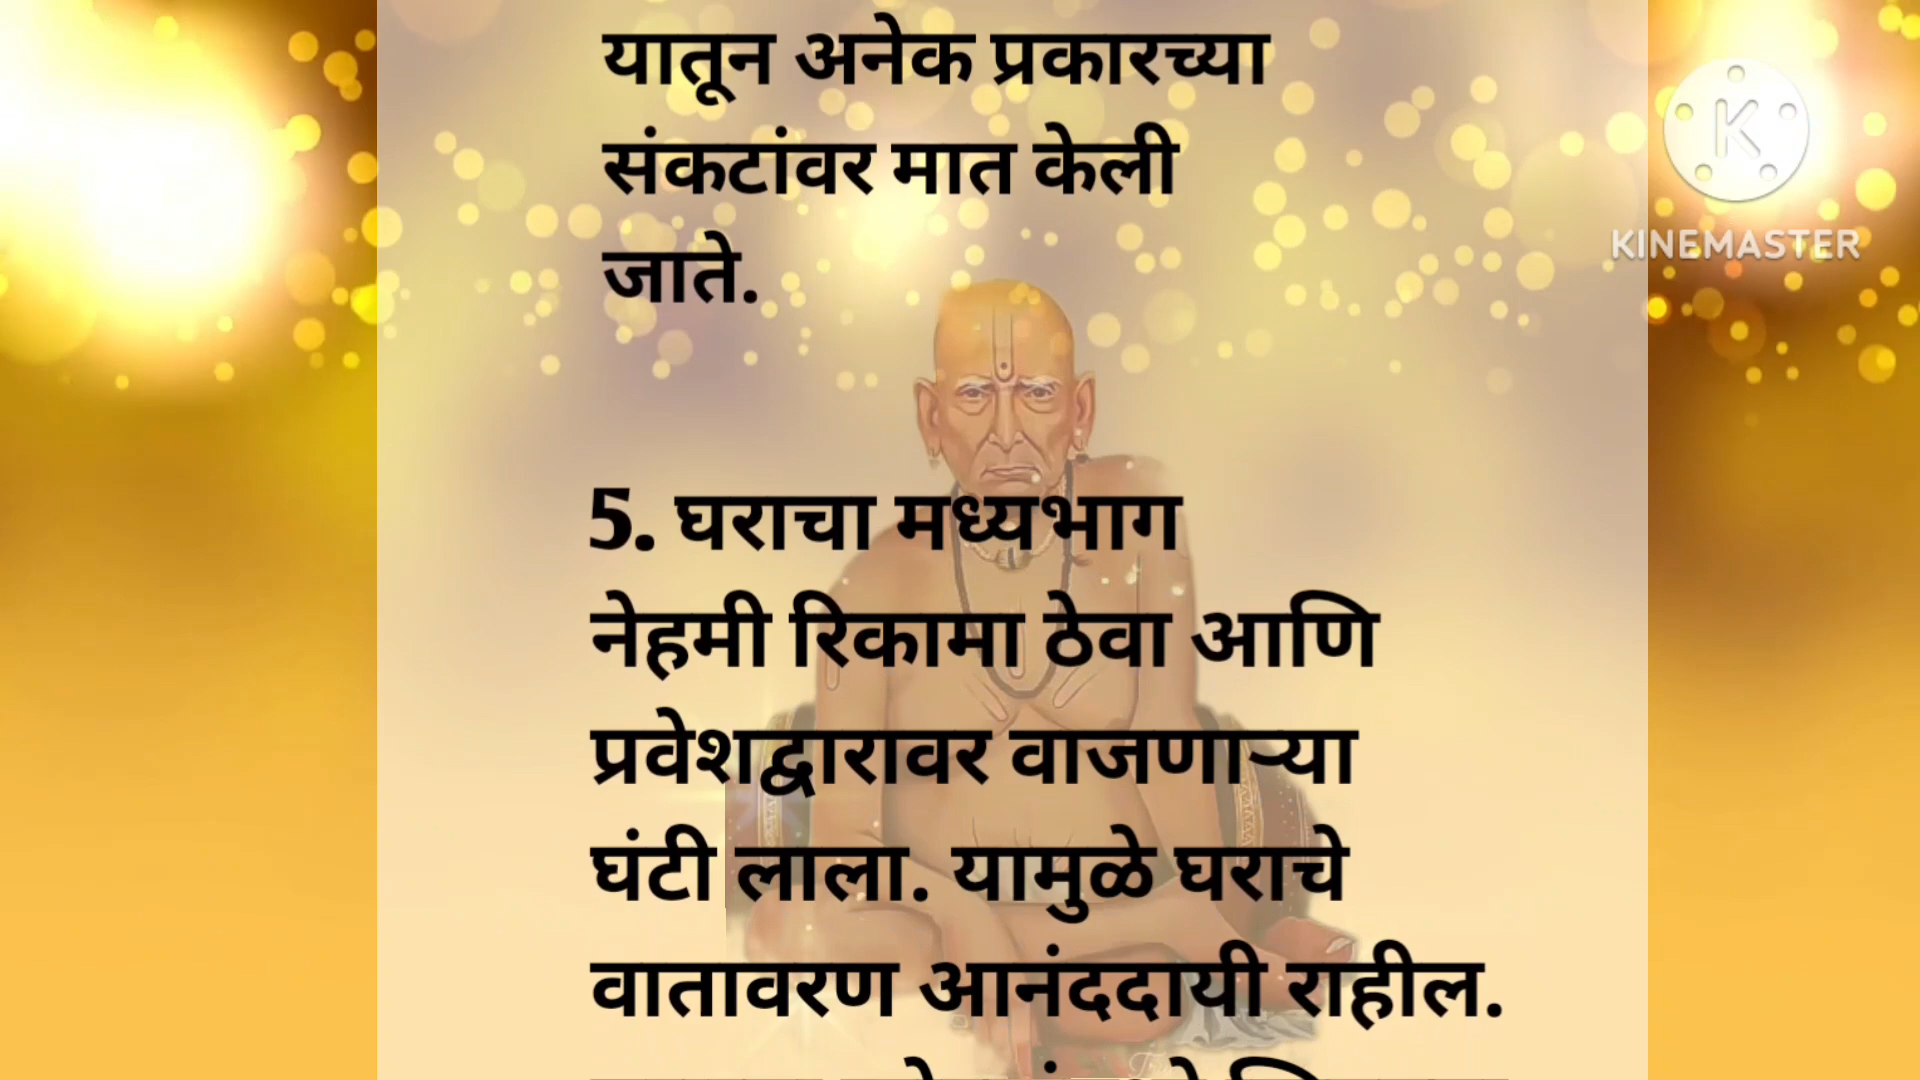 यातून अनेक प्रकारच्या
संकटांवर मात केली
जाते.
KINEMASTER
5. घराचा मध्यभाग
नेहमी रिकामा ठेवा आणि
प्रवेशद्वारावर वाजणाऱ्या
घंटी लाला. यामुळे घराचे
वातावरण आनंददायी राहील.